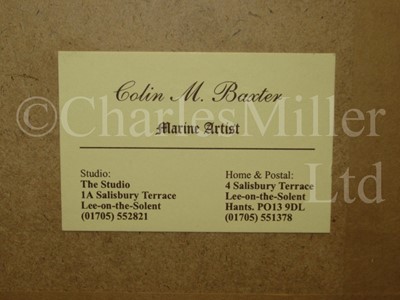 Colin M. Baxter
Marine Artist
Studio:
The Studio
1A Salisbury Terrace
Lee-on-the-Solent
(01705) 552821
Home & Postal:
4 Salisbury Terrace
Lee-on-the-Solent
Hants. PO13 9DL
(01705) 551378
©Charles Miller
Ltd